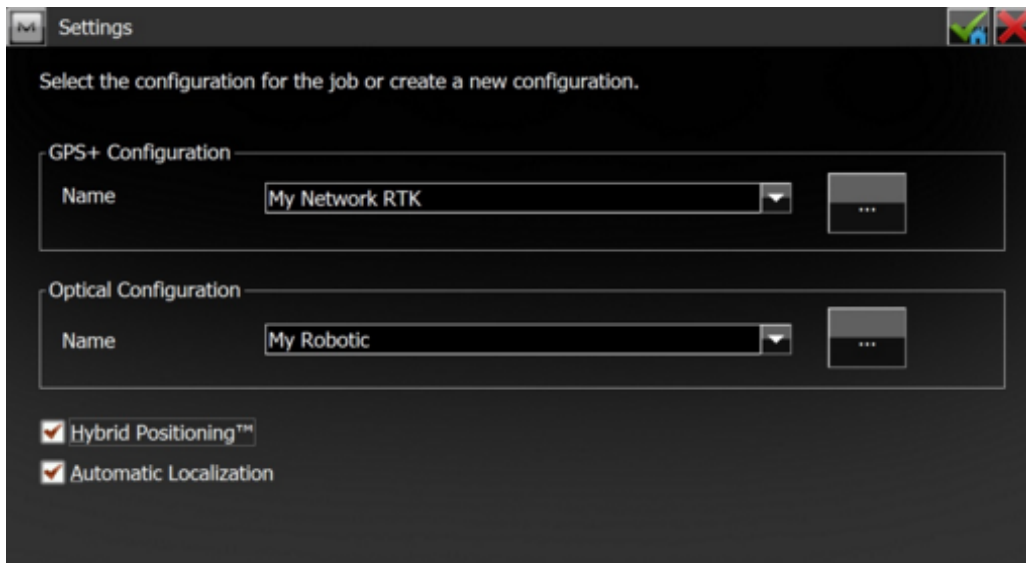 Settings
Select the configuration for the job or create a new configuration.
GPS+ Configuration
Name My Network RTK ...
Optical Configuration
Name My Robotic ...
Hybrid Positioning™
Automatic Localization